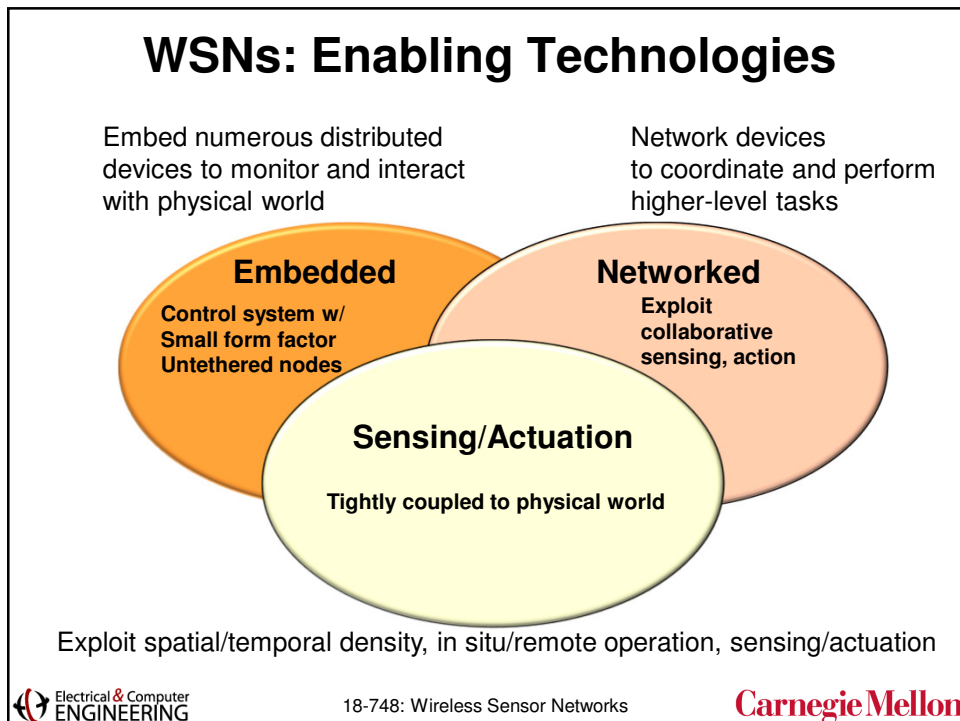 WSNs: Enabling Technologies
Embed numerous distributed
devices to monitor and interact
with physical world
Network devices
to coordinate and perform
higher-level tasks
Embedded
Control system w/
Small form factor
Untethered nodes
Networked
Exploit
collaborative
sensing, action
Sensing/Actuation
Tightly coupled to physical world
Exploit spatial/temporal density, in situ/remote operation, sensing/actuation
Electrical & Computer
ENGINEERING
18-748: Wireless Sensor Networks
Carnegie Mellon